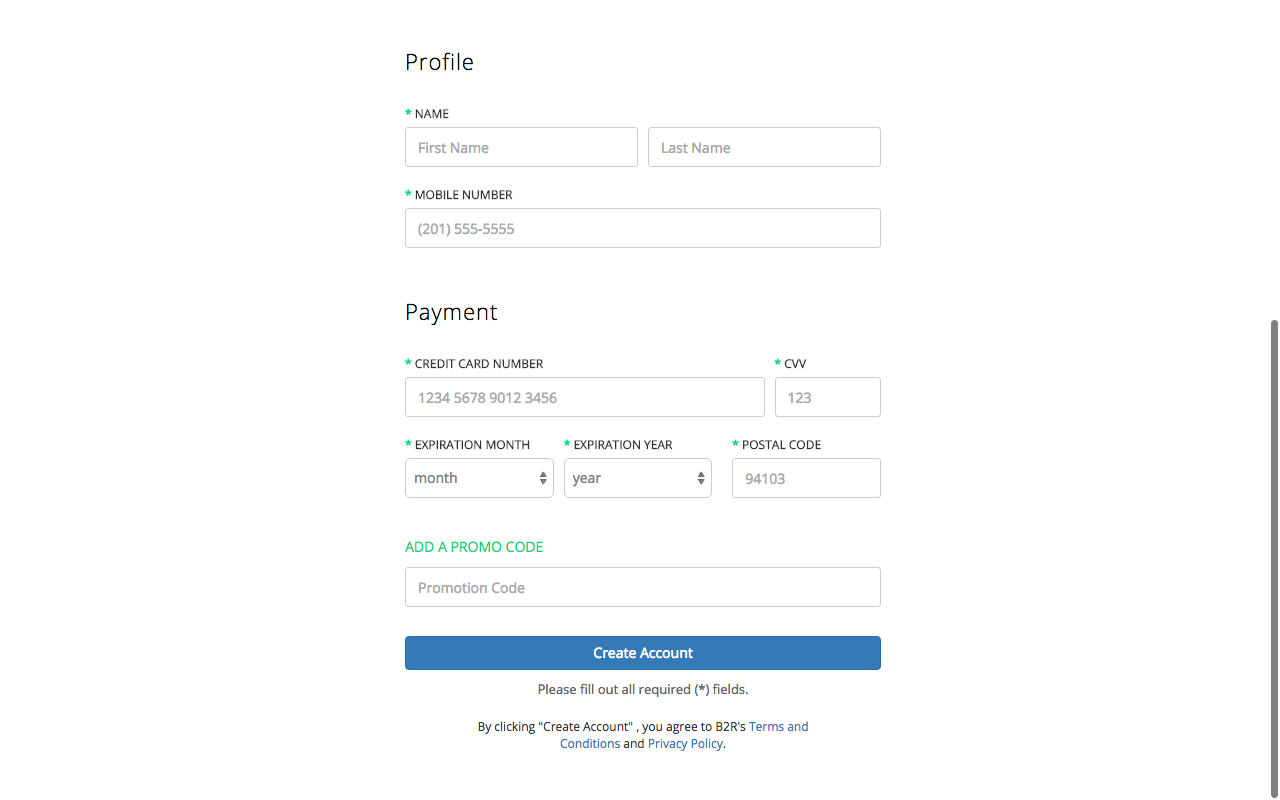 Profile
* NAME
First Name Last Name
* MOBILE NUMBER
(201) 555-5555
Payment
* CREDIT CARD NUMBER * CVV
1234 5678 9012 3456 123
* EXPIRATION MONTH * EXPIRATION YEAR * POSTAL CODE
month year 94103
ADD A PROMO CODE
Promotion Code
Create Account
Please fill out all required (*) fields.
By clicking "Create Account" , you agree to B2R's Terms and
Conditions and Privacy Policy.